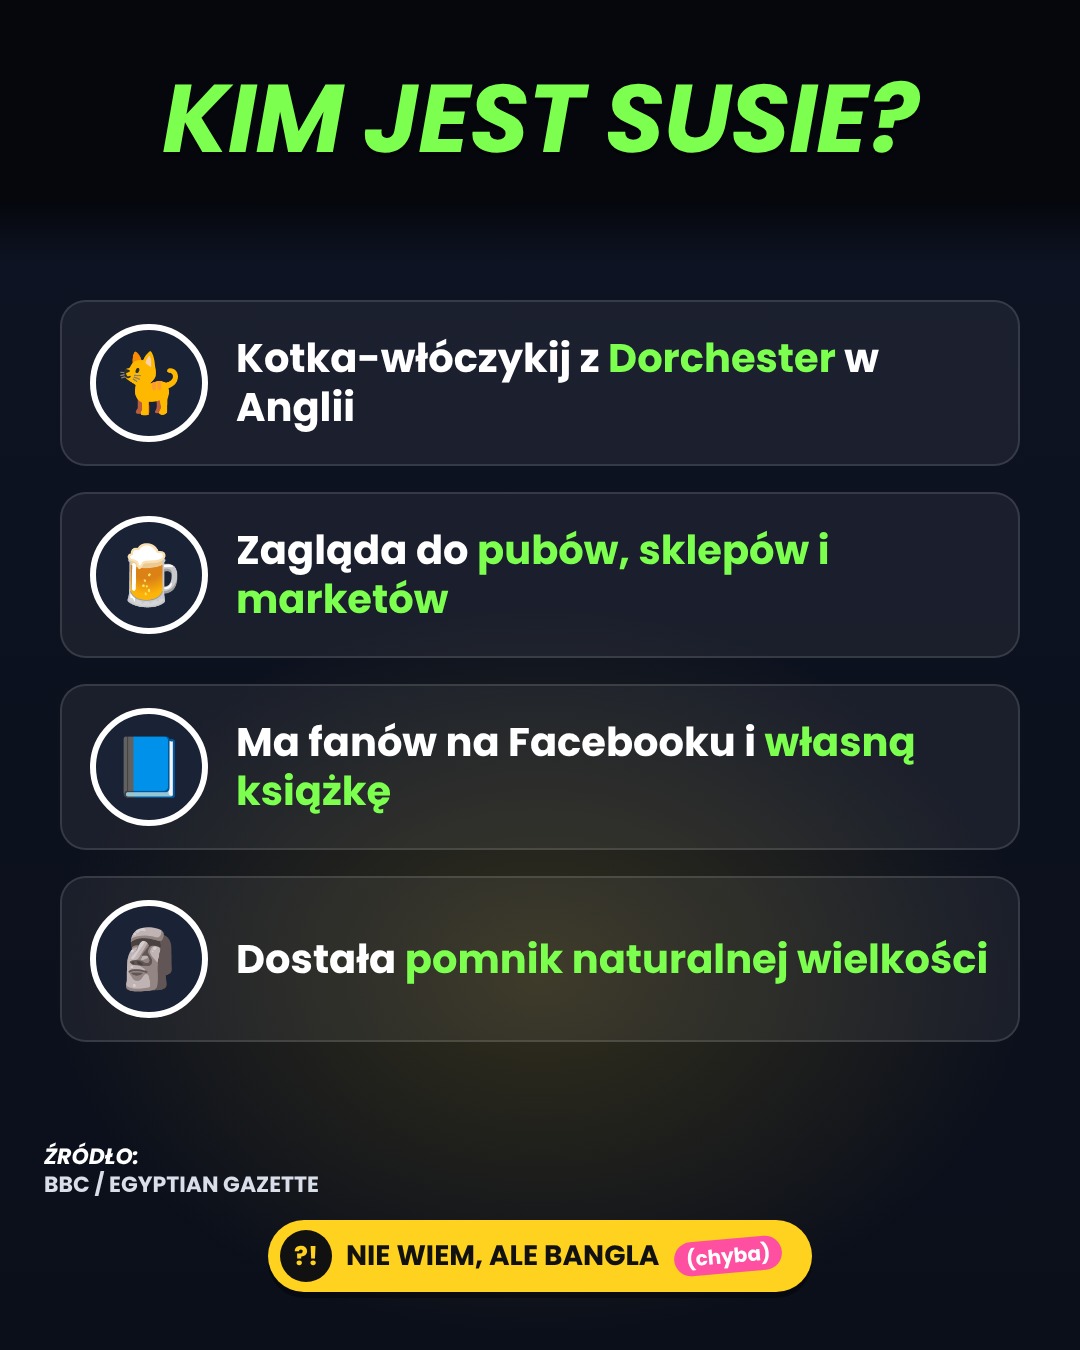 KIM JEST SUSIE?
Kotka-włóczykij z Dorchester w
Anglii
Zagląda do pubów, sklepów i
marketów
Ma fanów na Facebooku i własną
książkę
Dostała pomnik naturalnej wielkości
ŹRÓDŁO:
BBC / EGYPTIAN GAZETTE
?! NIE WIEM, ALE BANGLA (chyba)